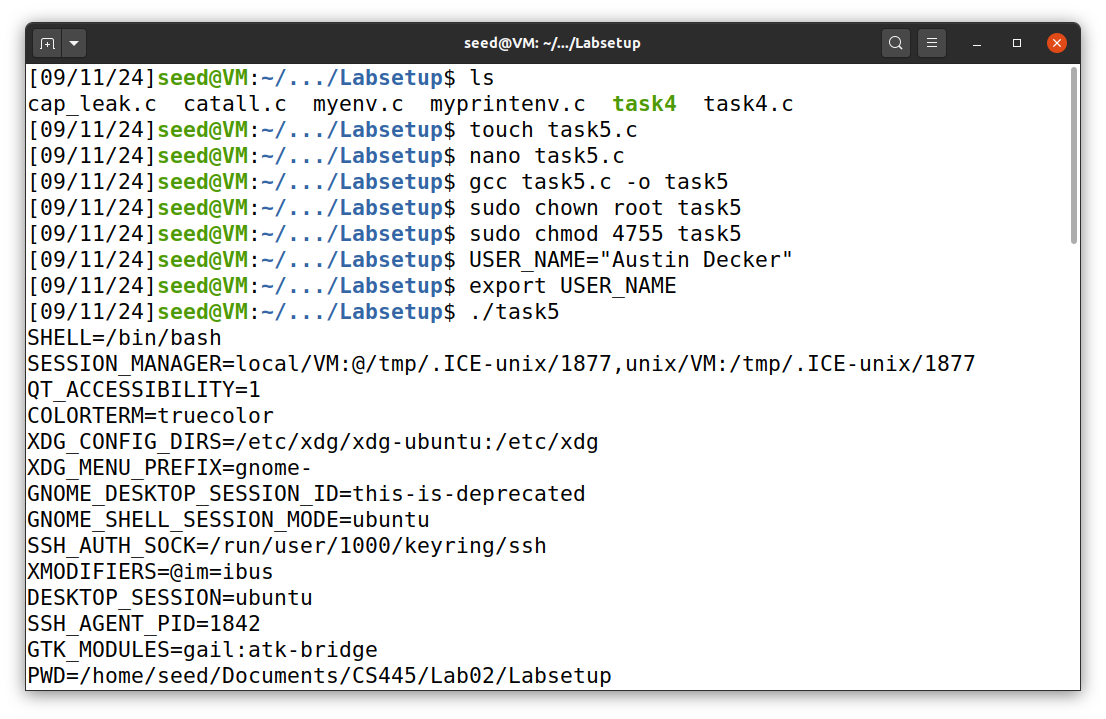 seed@VM: ~/.../Labsetup
[09/11/24]seed@VM:~/.../Labsetup$ ls
cap_leak.c  catall.c  myenv.c  myprintenv.c  task4  task4.c
[09/11/24]seed@VM:~/.../Labsetup$ touch task5.c
[09/11/24]seed@VM:~/.../Labsetup$ nano task5.c
[09/11/24]seed@VM:~/.../Labsetup$ gcc task5.c -o task5
[09/11/24]seed@VM:~/.../Labsetup$ sudo chown root task5
[09/11/24]seed@VM:~/.../Labsetup$ sudo chmod 4755 task5
[09/11/24]seed@VM:~/.../Labsetup$ USER_NAME="Austin Decker"
[09/11/24]seed@VM:~/.../Labsetup$ export USER_NAME
[09/11/24]seed@VM:~/.../Labsetup$ ./task5
SHELL=/bin/bash
SESSION_MANAGER=local/VM:@/tmp/.ICE-unix/1877,unix/VM:/tmp/.ICE-unix/1877
QT_ACCESSIBILITY=1
COLORTERM=truecolor
XDG_CONFIG_DIRS=/etc/xdg/xdg-ubuntu:/etc/xdg
XDG_MENU_PREFIX=gnome-
GNOME_DESKTOP_SESSION_ID=this-is-deprecated
GNOME_SHELL_SESSION_MODE=ubuntu
SSH_AUTH_SOCK=/run/user/1000/keyring/ssh
XMODIFIERS=@im=ibus
DESKTOP_SESSION=ubuntu
SSH_AGENT_PID=1842
GTK_MODULES=gail:atk-bridge
PWD=/home/seed/Documents/CS445/Lab02/Labsetup